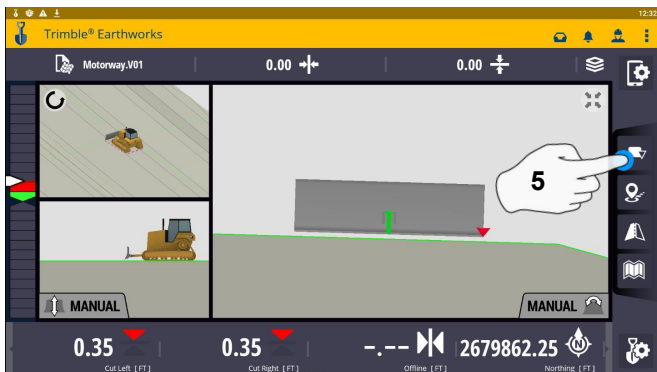 12:32
Trimble® Earthworks
Motorway.V01
0.00
0.00
5
MANUAL
MANUAL
0.35
0.35
-.--
2679862.25
N
Cut Left [FT]
Cut Right [FT]
Offline [FT]
Northing [FT]